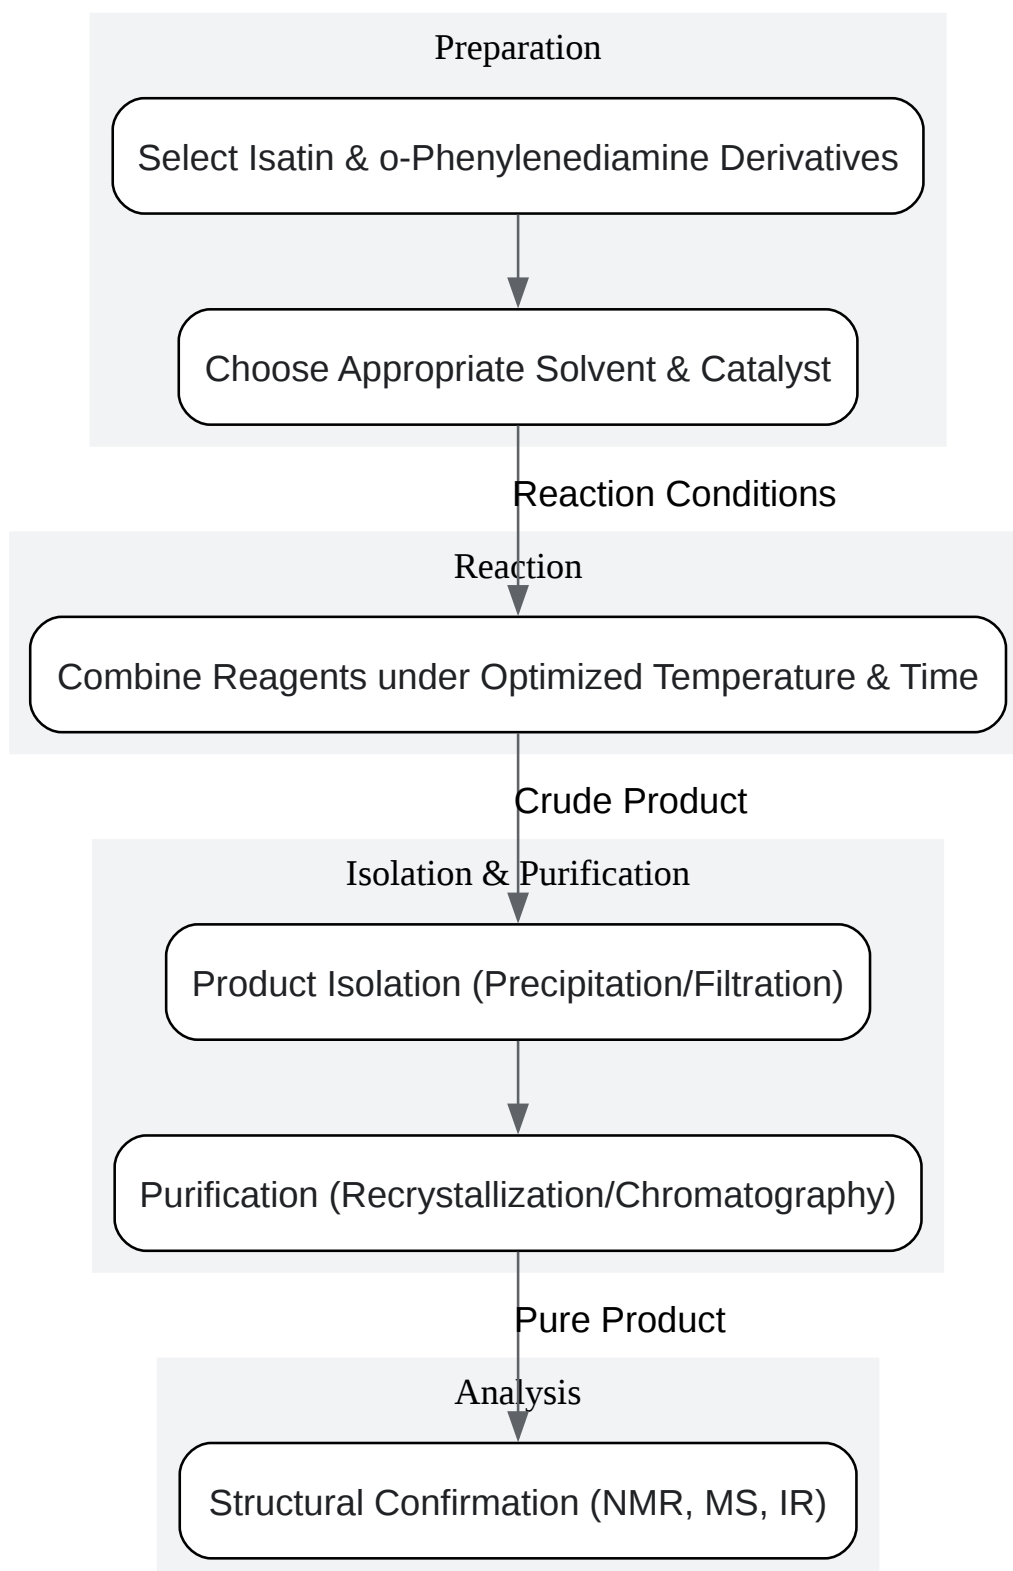 Preparation
Select Isatin & o-Phenylenediamine Derivatives
Choose Appropriate Solvent & Catalyst
Reaction Conditions
Reaction
Combine Reagents under Optimized Temperature & Time
Crude Product
Isolation & Purification
Product Isolation (Precipitation/Filtration)
Purification (Recrystallization/Chromatography)
Pure Product
Analysis
Structural Confirmation (NMR, MS, IR)